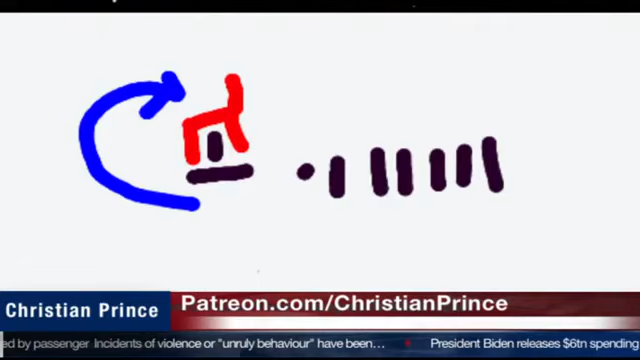 Christian Prince
Patreon.com/ChristianPrince
ed by passenger Incidents of violence or "unruly behaviour" have been... President Biden releases $6tn spending